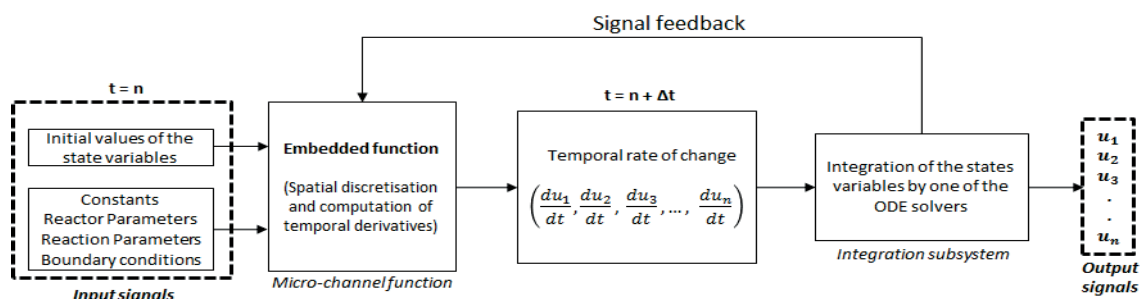 Signal feedback
t = n
Initial values of the
state variables
Constants
Reactor Parameters
Reaction Parameters
Boundary conditions
Input signals
Embedded function
(Spatial discretisation
and computation of
temporal derivatives)
Micro-channel function
t = n + Δt
Temporal rate of change
(du₁/dt, du₂/dt, du₃/dt, ..., duₙ/dt)
Integration of the states
variables by one of the
ODE solvers
Integration subsystem
u₁
u₂
u₃
.
.
uₙ
Output
signals